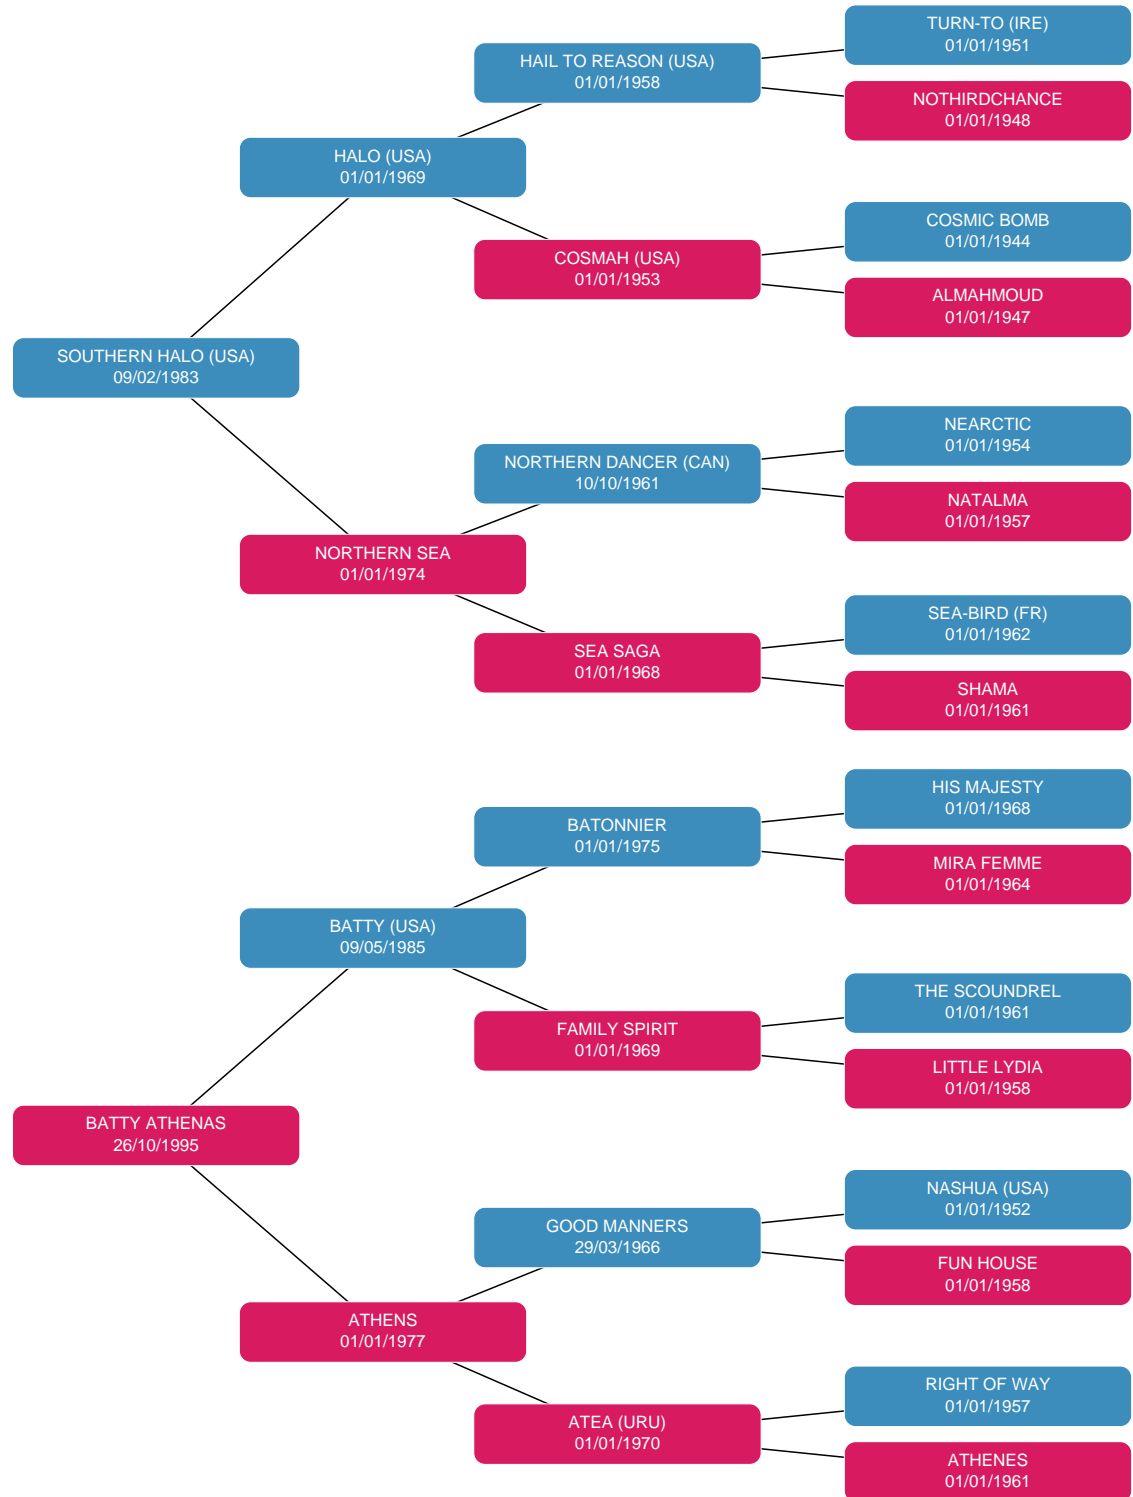 TURN-TO (IRE)
01/01/1951
HAIL TO REASON (USA)
01/01/1958
NOTHIRDCHANCE
01/01/1948
HALO (USA)
01/01/1969
COSMIC BOMB
01/01/1944
COSMAH (USA)
01/01/1953
ALMAHMOUD
01/01/1947
SOUTHERN HALO (USA)
09/02/1983
NEARCTIC
01/01/1954
NORTHERN DANCER (CAN)
10/10/1961
NATALMA
01/01/1957
NORTHERN SEA
01/01/1974
SEA-BIRD (FR)
01/01/1962
SEA SAGA
01/01/1968
SHAMA
01/01/1961
HIS MAJESTY
01/01/1968
BATONNIER
01/01/1975
MIRA FEMME
01/01/1964
BATTY (USA)
09/05/1985
THE SCOUNDREL
01/01/1961
FAMILY SPIRIT
01/01/1969
LITTLE LYDIA
01/01/1958
BATTY ATHENAS
26/10/1995
NASHUA (USA)
01/01/1952
GOOD MANNERS
29/03/1966
FUN HOUSE
01/01/1958
ATHENS
01/01/1977
RIGHT OF WAY
01/01/1957
ATEA (URU)
01/01/1970
ATHENES
01/01/1961